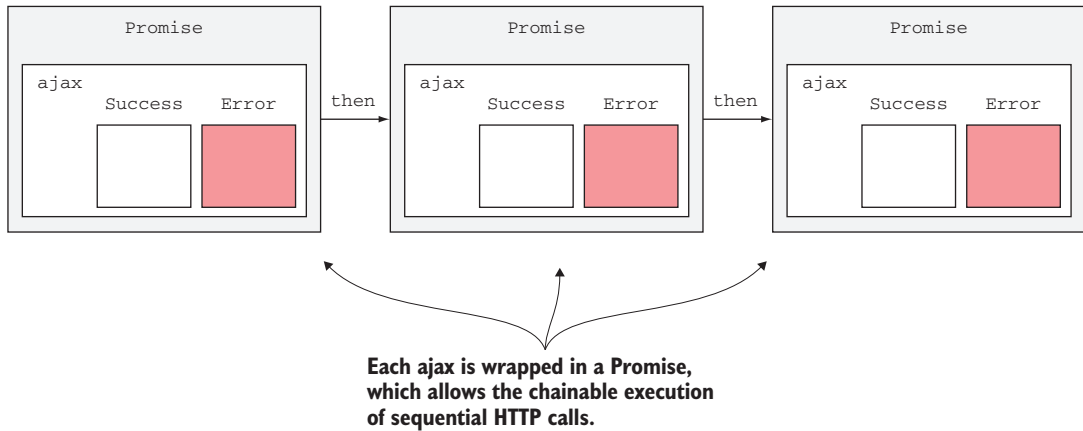 Promise
Promise
Promise
ajax
Success Error
then
ajax
Success Error
then
ajax
Success Error
Each ajax is wrapped in a Promise,
which allows the chainable execution
of sequential HTTP calls.